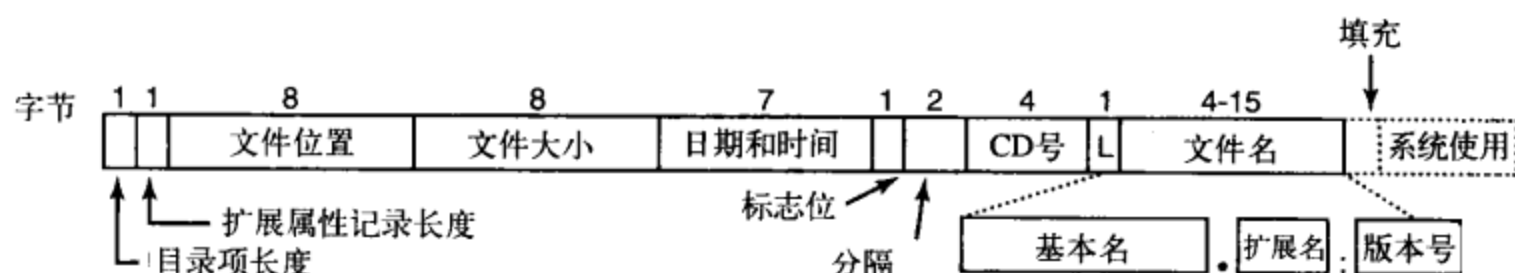 填充
字节 1 1 8 8 7 1 2 4 1 4-15
文件位置 文件大小 日期和时间 CD号 L 文件名 系统使用
标志位
扩展属性记录长度
目录项长度
分隔
基本名 . 扩展名 ; 版本号